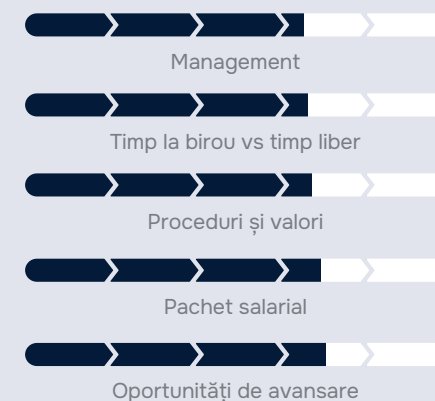 Management
Timp la birou vs timp liber
Proceduri și valori
Pachet salarial
Oportunități de avansare